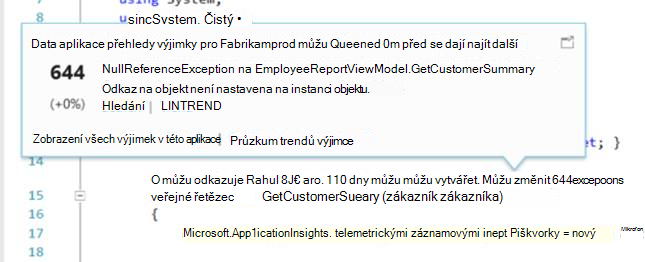 using System;
8 usincSvstem. Čistý •
Data aplikace přehledy výjimky pro Fabrikamprod můžu Queened 0m před se dají najít další
644 NullReferenceException na EmployeeReportViewModel.GetCustomerSummary
Odkaz na objekt není nastavena na instanci objektu.
(+0%) Hledání | LINTREND
Zobrazení všech výjimek v této aplikace| Průzkum trendů výjimce
et; }
14
O můžu odkazuje Rahul 8J€ aro. 110 dny můžu můžu vytvářet. Můžu změnit 644excepoons
15 veřejné řetězec GetCustomerSueary (zákazník zákazníka)
16 {
17 Microsoft.App1icationInsights. telemetrickými záznamovými inept Piškvorky = nový Mikrofon
18